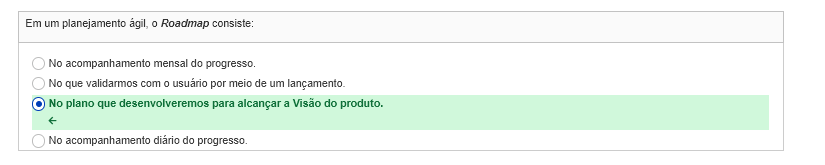 Em um planejamento ágil, o Roadmap consiste:
No acompanhamento mensal do progresso.
No que validarmos com o usuário por meio de um lançamento.
No plano que desenvolveremos para alcançar a Visão do produto.
←
No acompanhamento diário do progresso.